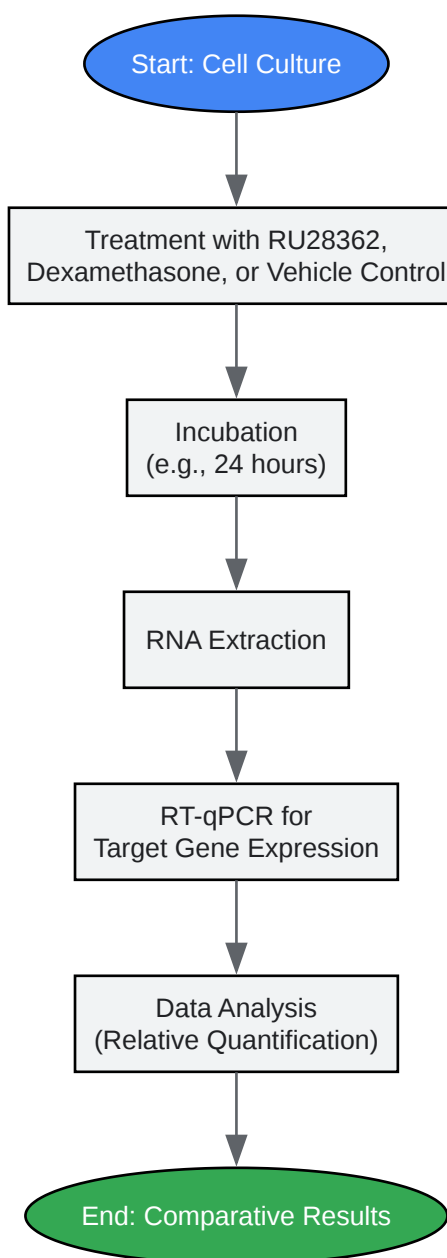 Start: Cell Culture
Treatment with RU28362,
Dexamethasone, or Vehicle Control
Incubation
(e.g., 24 hours)
RNA Extraction
RT-qPCR for
Target Gene Expression
Data Analysis
(Relative Quantification)
End: Comparative Results